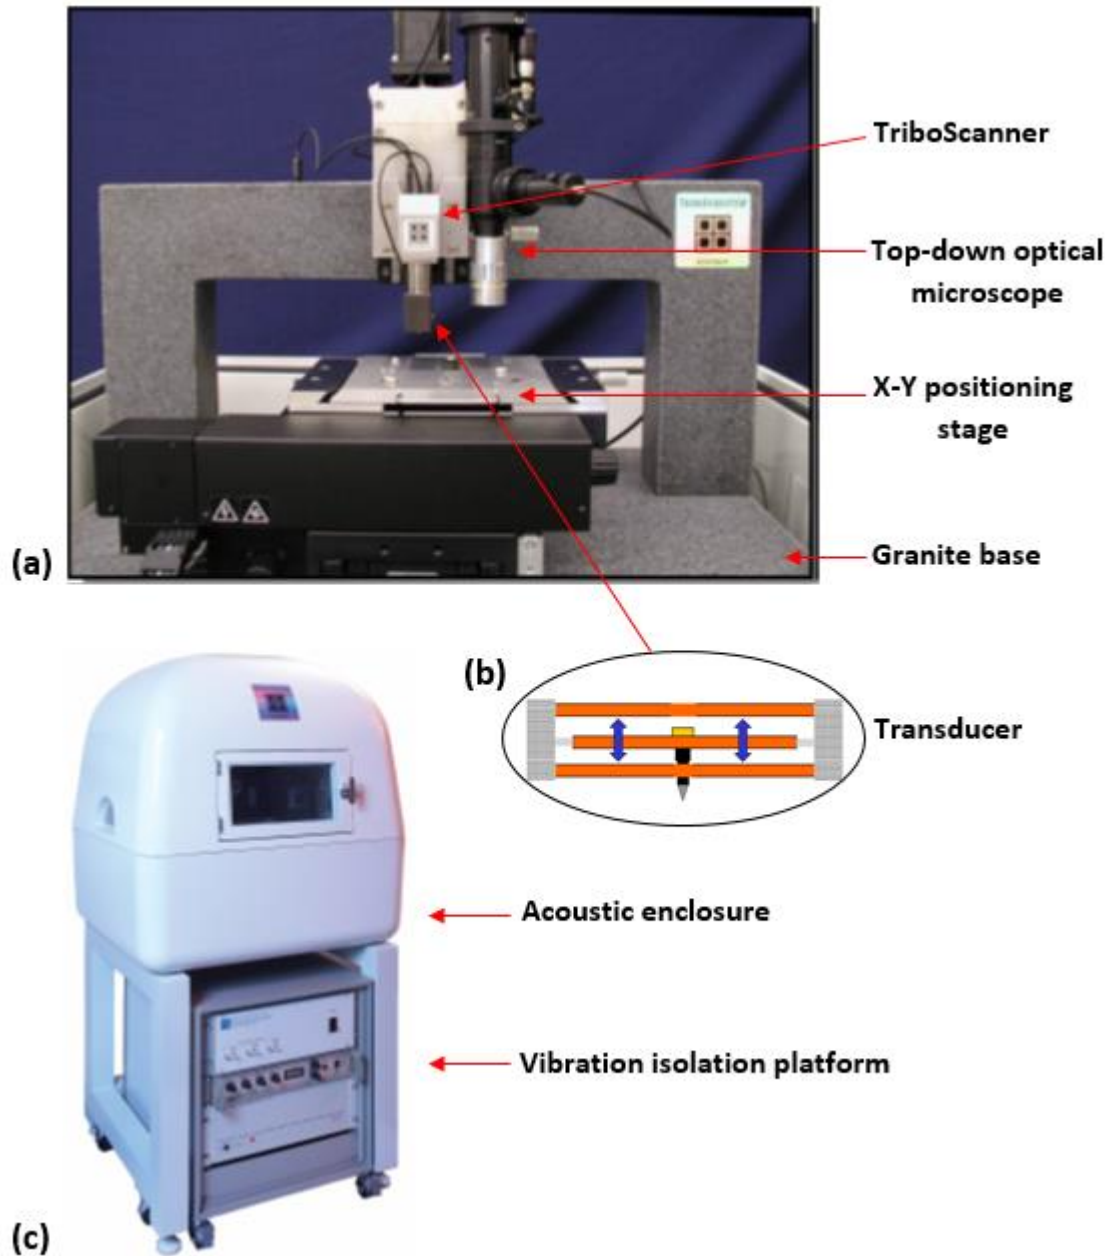 TriboScanner
Top-down optical
microscope
X-Y positioning
stage
Granite base
(a)
(b)
Transducer
Acoustic enclosure
Vibration isolation platform
(c)